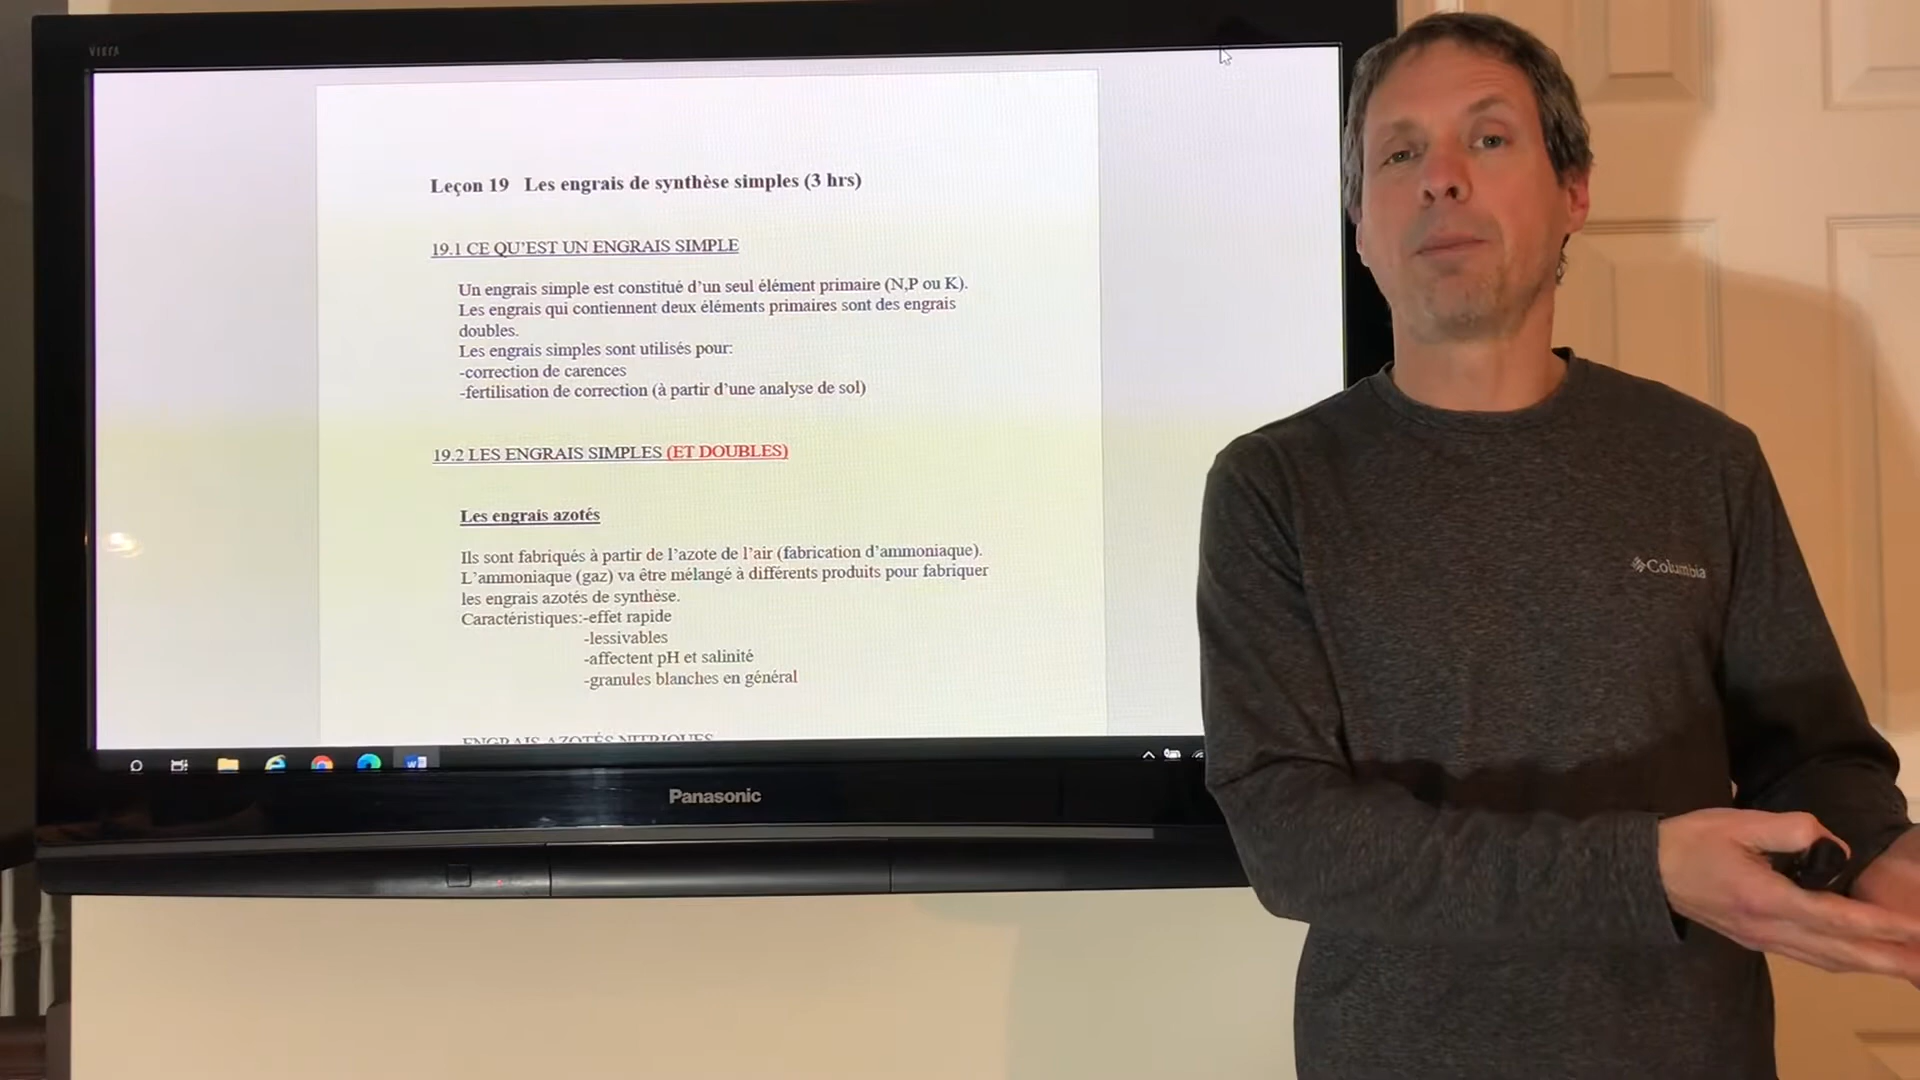 VIERA
Leçon 19 Les engrais de synthèse simples (3 hrs)
19.1 CE QU’EST UN ENGRAIS SIMPLE
Un engrais simple est constitué d’un seul élément primaire (N,P ou K).
Les engrais qui contiennent deux éléments primaires sont des engrais
doubles.
Les engrais simples sont utilisés pour:
-correction de carences
-fertilisation de correction (à partir d’une analyse de sol)
19.2 LES ENGRAIS SIMPLES (ET DOUBLES)
Les engrais azotés
Ils sont fabriqués à partir de l’azote de l’air (fabrication d’ammoniaque).
L’ammoniaque (gaz) va être mélangé à différents produits pour fabriquer
les engrais azotés de synthèse.
Caractéristiques:-effet rapide
-lessivables
-affectent pH et salinité
-granules blanches en général
ENGRAIS AZOTÉS NITRIQUES
Panasonic
Columbia